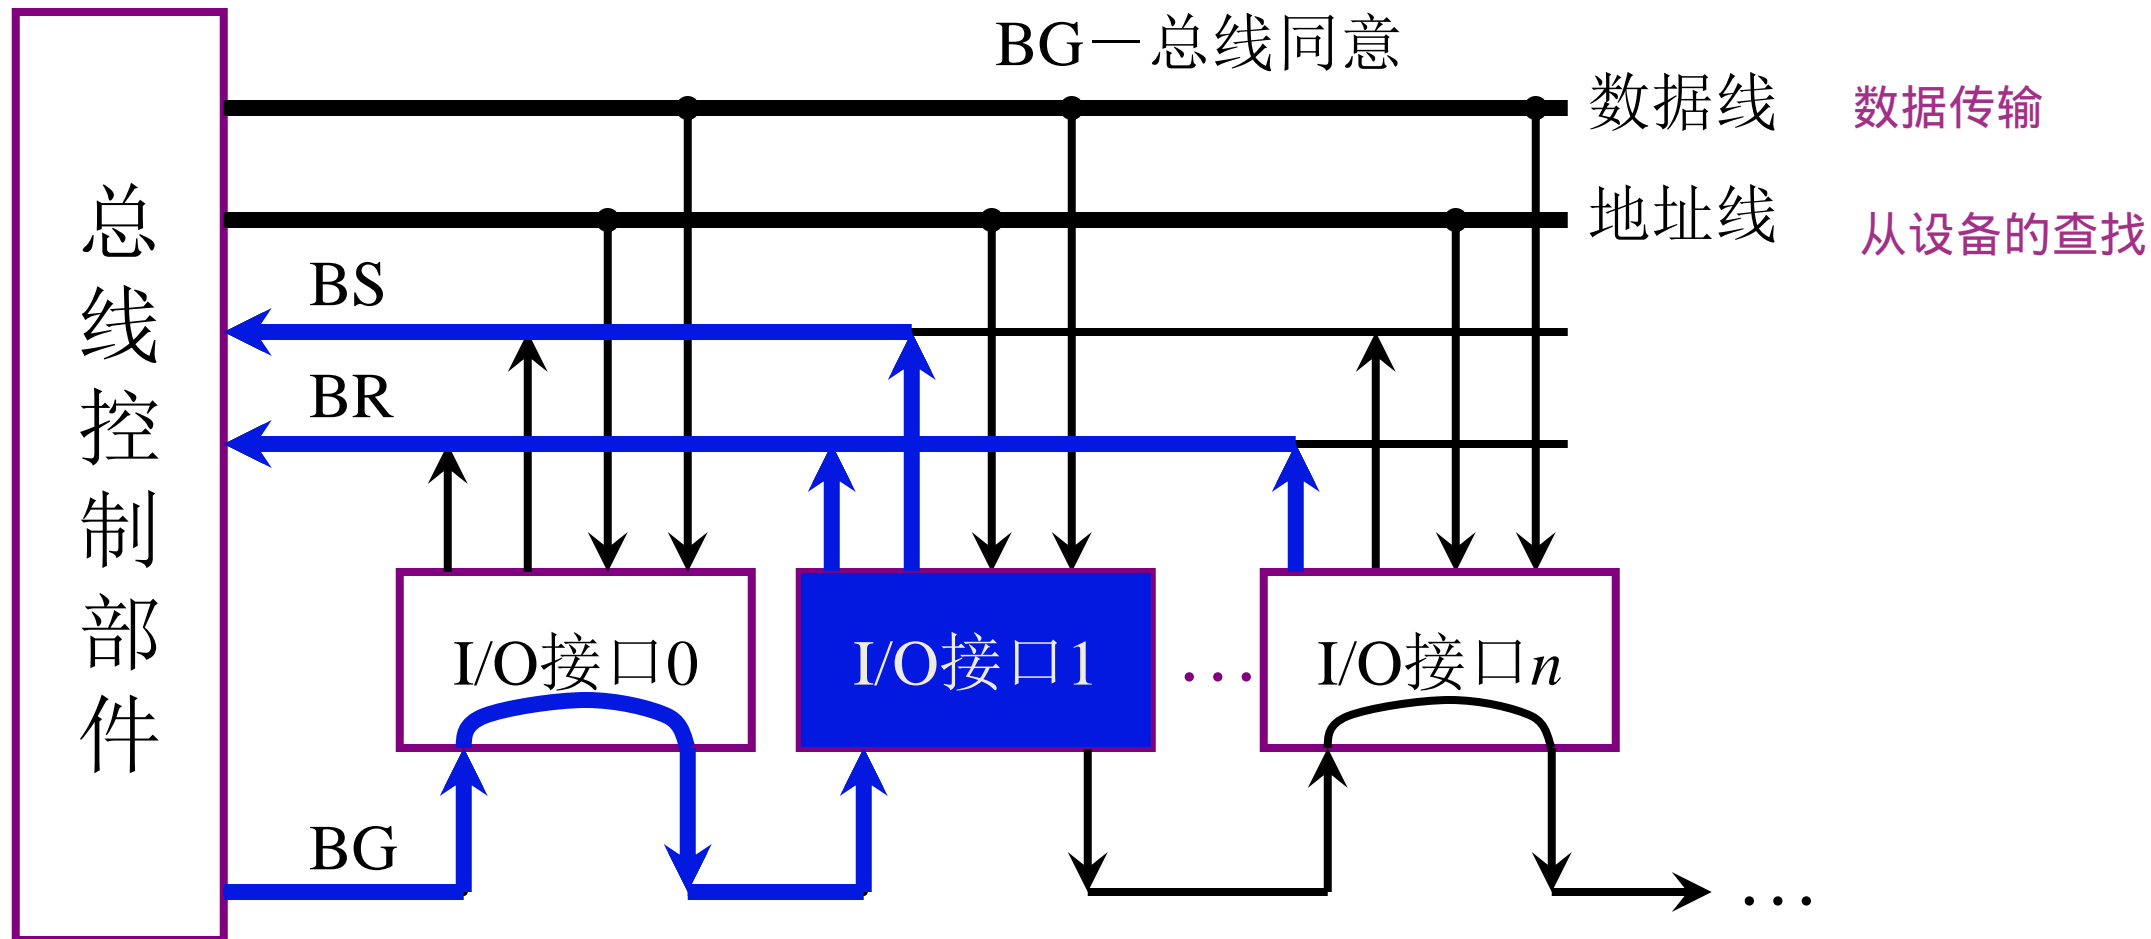 BG－总线同意
数据线 数据传输
地址线 从设备的查找
总线控制部件
BS
BR
I/O接口0
I/O接口1
…
I/O接口n
BG
…